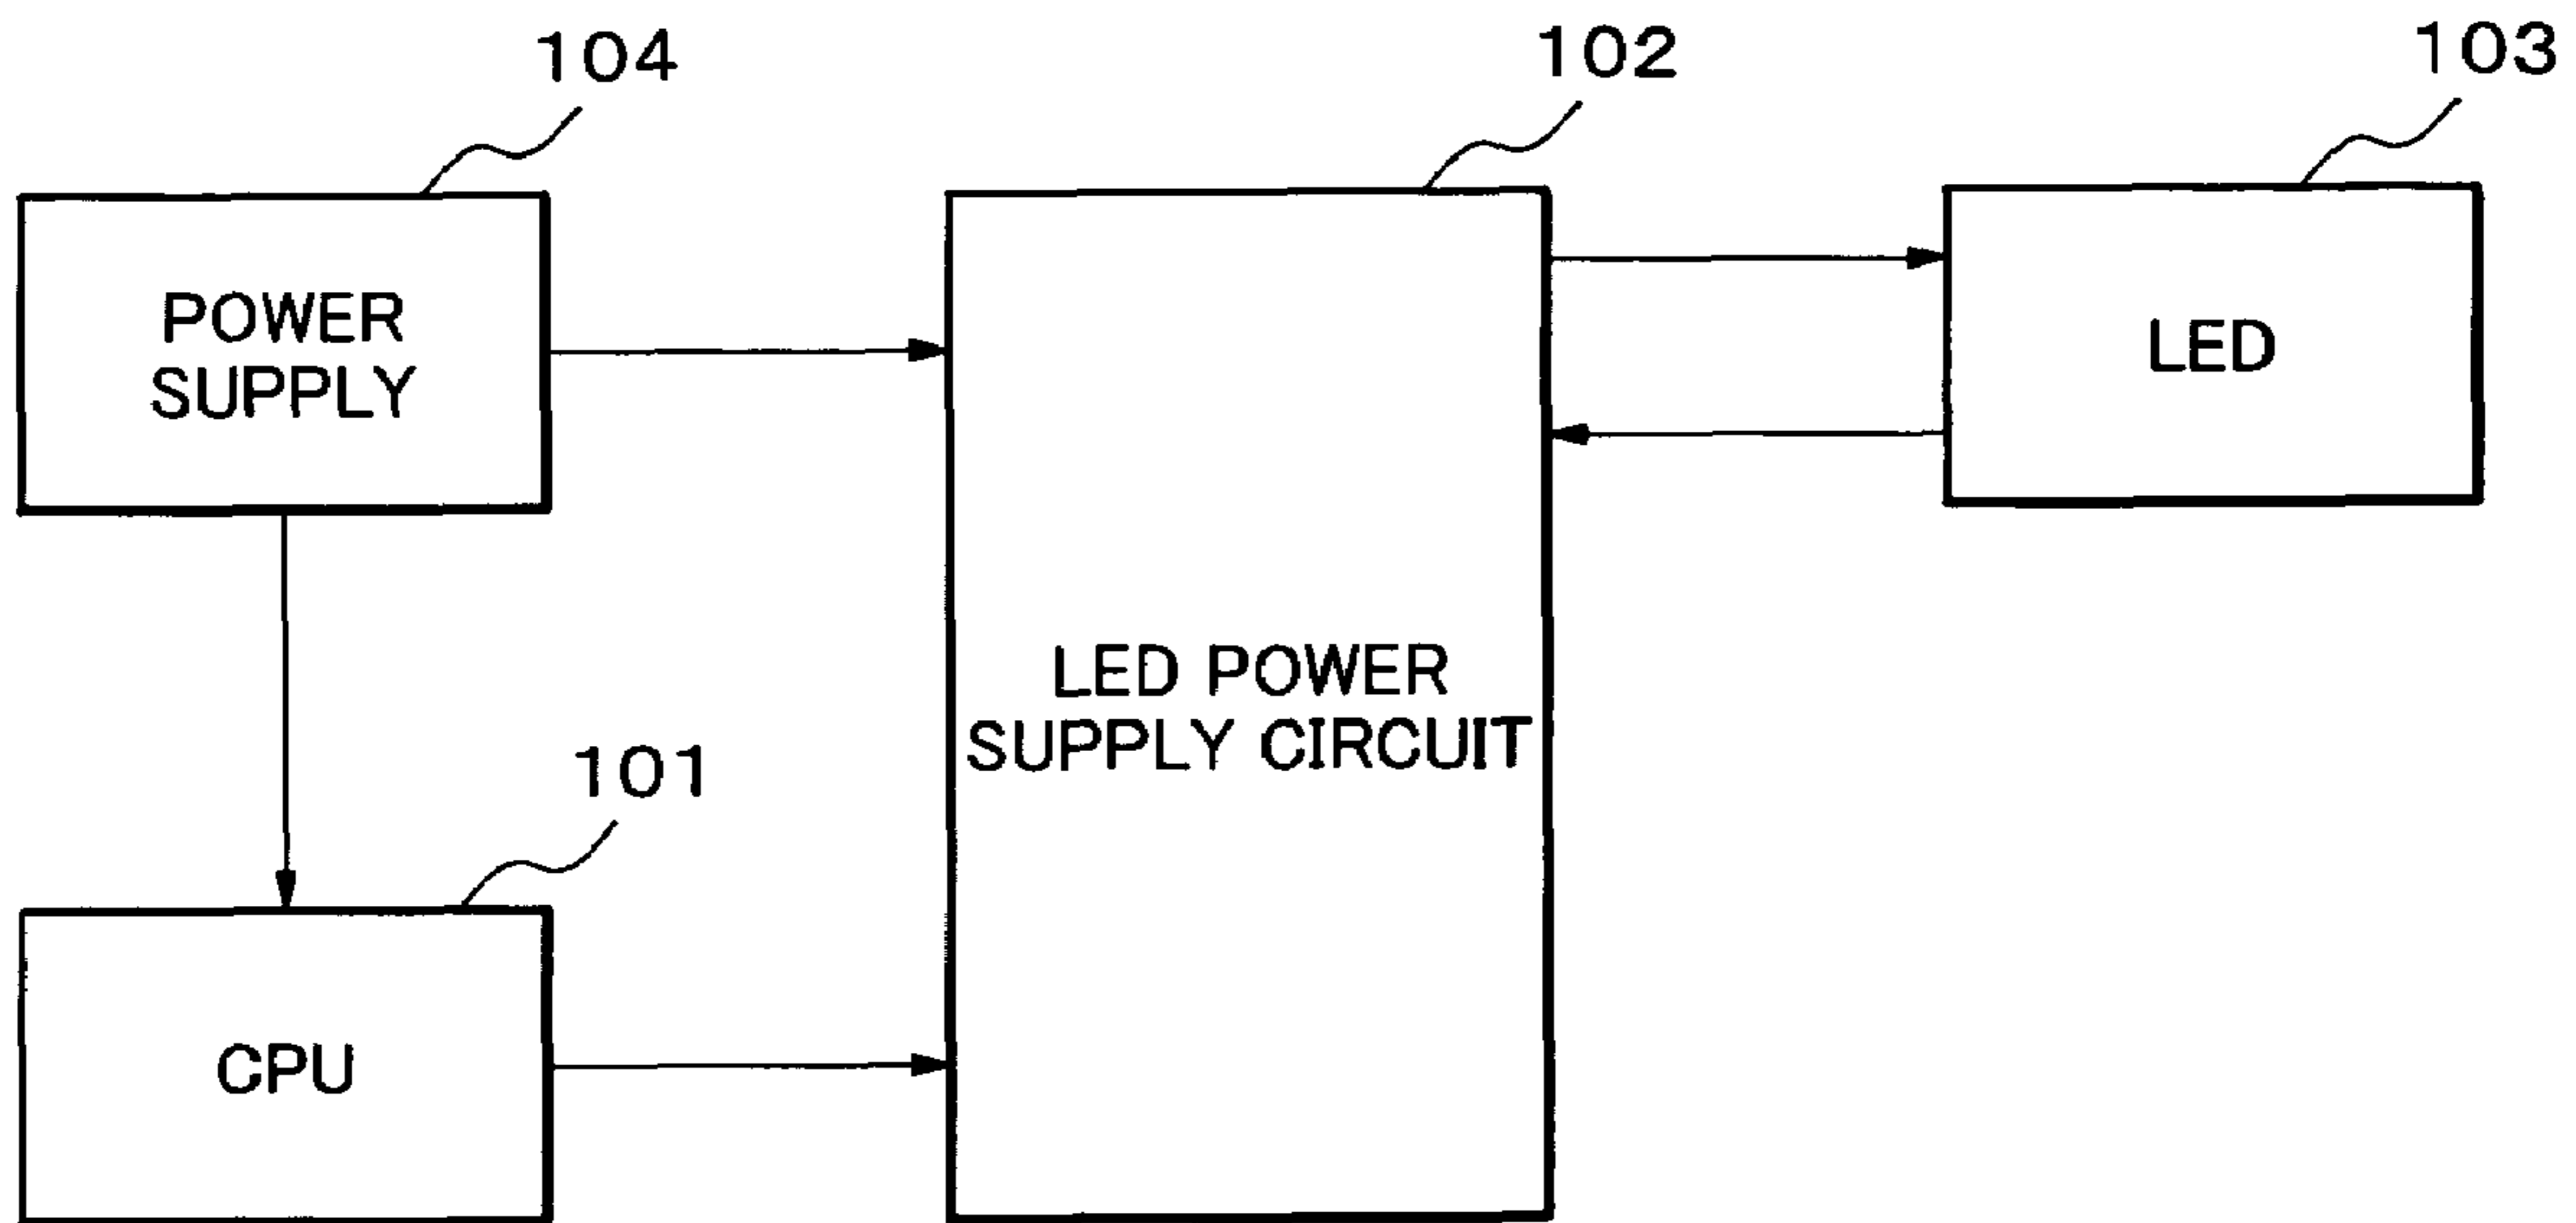 104
102
103
POWER
SUPPLY
LED
LED POWER
SUPPLY CIRCUIT
101
CPU